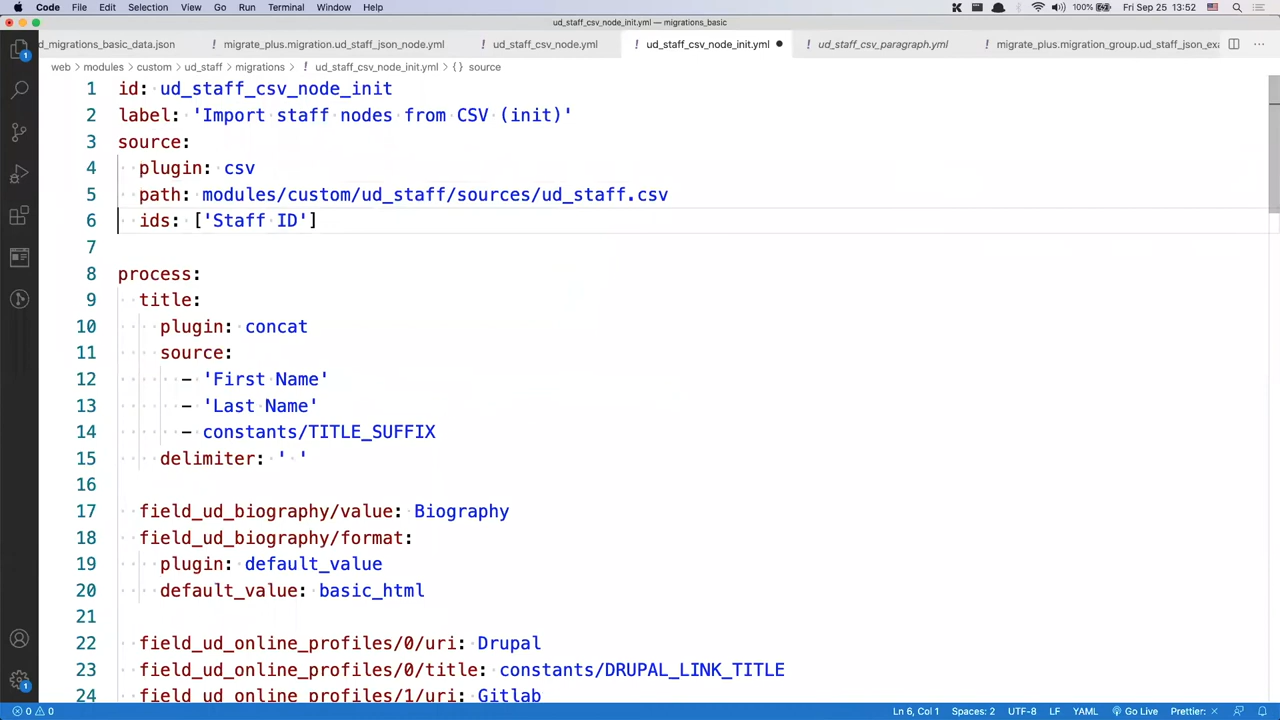 Code File Edit Selection View Go Run Terminal Window Help 100% Fri Sep 25 13:52
ud_staff_csv_node_init.yml — migrations_basic
d_migrations_basic_data.json migrate_plus.migration.ud_staff_json_node.yml ud_staff_csv_node.yml ! ud_staff_csv_node_init.yml ! ud_staff_csv_paragraph.yml ! migrate_plus.migration_group.ud_staff_json_exa
web > modules > custom > ud_staff > migrations > ! ud_staff_csv_node_init.yml > {} source
1 id: ud_staff_csv_node_init
2 label: 'Import staff nodes from CSV (init)'
3 source:
4 plugin: csv
5 path: modules/custom/ud_staff/sources/ud_staff.csv
6 ids: ['Staff ID']
7
8 process:
9 title:
10 plugin: concat
11 source:
12 - 'First Name'
13 - 'Last Name'
14 - constants/TITLE_SUFFIX
15 delimiter: ' '
16
17 field_ud_biography/value: Biography
18 field_ud_biography/format:
19 plugin: default_value
20 default_value: basic_html
21
22 field_ud_online_profiles/0/uri: Drupal
23 field_ud_online_profiles/0/title: constants/DRUPAL_LINK_TITLE
24 field_ud_online_profiles/1/uri: Gitlab
0 0 Ln 6, Col 1 Spaces: 2 UTF-8 LF YAML Go Live Prettier: ×